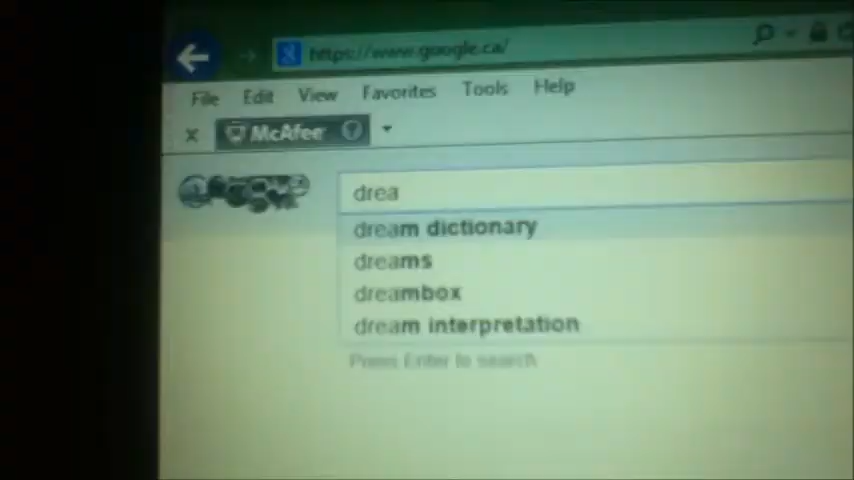 https://www.google.ca/
File Edit View Favorites Tools Help
x McAfee ?
drea
dream dictionary
dreams
dreambox
dream interpretation
Press Enter to search